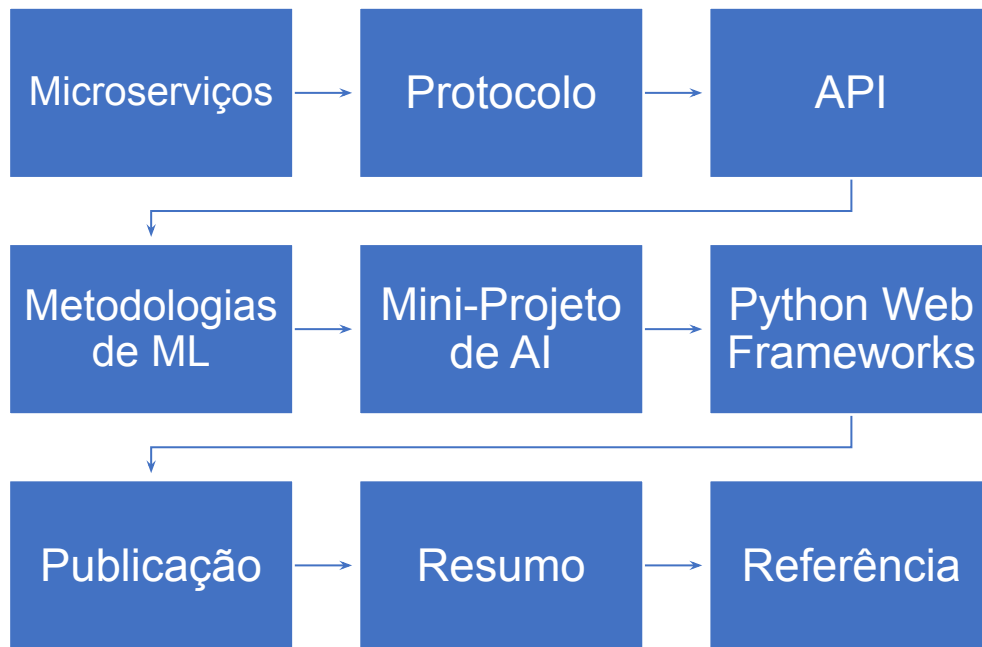 Microserviços
Protocolo
API
Metodologias
de ML
Mini-Projeto
de AI
Python Web
Frameworks
Publicação
Resumo
Referência